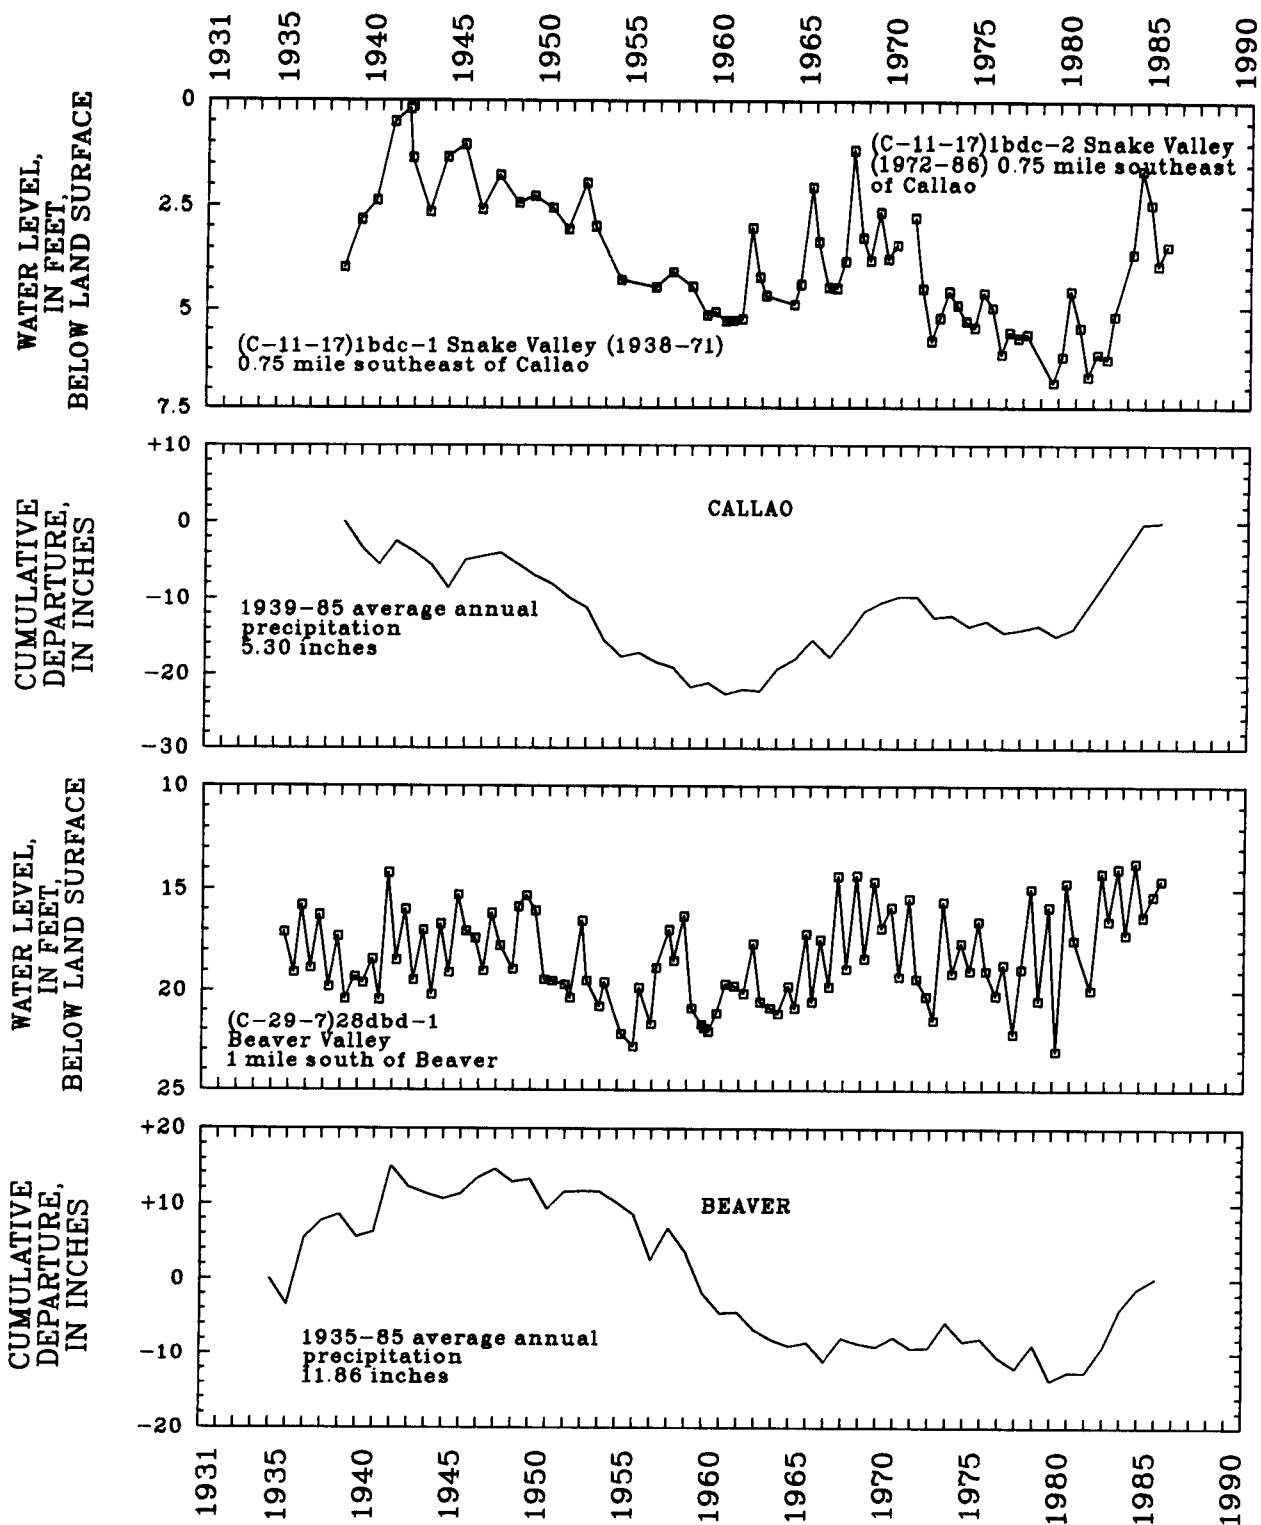 1931 1935 1940 1945 1950 1955 1960 1965 1970 1975 1980 1985 1990
WATER LEVEL,
IN FEET,
BELOW LAND SURFACE
0
2.5
5
7.5
(C-11-17)1bdc-2 Snake Valley
(1972-86) 0.75 mile southeast
of Callao
(C-11-17)1bdc-1 Snake Valley (1938-71)
0.75 mile southeast of Callao
CUMULATIVE
DEPARTURE,
IN INCHES
+10
0
-10
-20
-30
CALLAO
1939-85 average annual
precipitation
5.30 inches
WATER LEVEL,
IN FEET,
BELOW LAND SURFACE
10
15
20
25
(C-29-7)28dbd-1
Beaver Valley
1 mile south of Beaver
CUMULATIVE
DEPARTURE,
IN INCHES
+20
+10
0
-10
-20
BEAVER
1935-85 average annual
precipitation
11.86 inches
1931 1935 1940 1945 1950 1955 1960 1965 1970 1975 1980 1985 1990